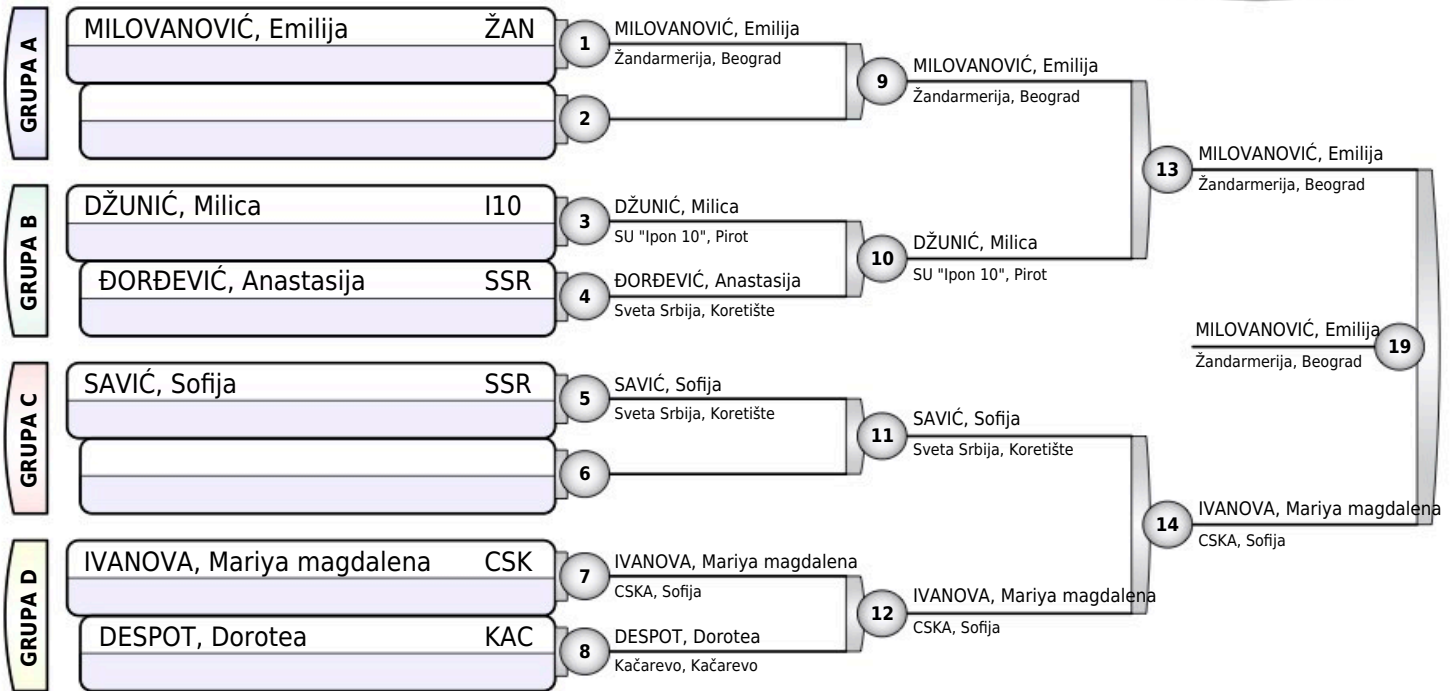 GRUPA A
MILOVANOVIĆ, Emilija ŽAN
1
2
MILOVANOVIĆ, Emilija
Žandarmerija, Beograd
9
MILOVANOVIĆ, Emilija
Žandarmerija, Beograd
GRUPA B
DŽUNIĆ, Milica I10
ĐORĐEVIĆ, Anastasija SSR
3
DŽUNIĆ, Milica
SU "Ipon 10", Pirot
4
ĐORĐEVIĆ, Anastasija
Sveta Srbija, Koretište
10
DŽUNIĆ, Milica
SU "Ipon 10", Pirot
13
MILOVANOVIĆ, Emilija
Žandarmerija, Beograd
GRUPA C
SAVIĆ, Sofija SSR
5
SAVIĆ, Sofija
Sveta Srbija, Koretište
6
11
SAVIĆ, Sofija
Sveta Srbija, Koretište
GRUPA D
IVANOVA, Mariya magdalena CSK
DESPOT, Dorotea KAC
7
IVANOVA, Mariya magdalena
CSKA, Sofija
8
DESPOT, Dorotea
Kačarevo, Kačarevo
12
IVANOVA, Mariya magdalena
CSKA, Sofija
14
IVANOVA, Mariya magdalena
CSKA, Sofija
MILOVANOVIĆ, Emilija
Žandarmerija, Beograd
19